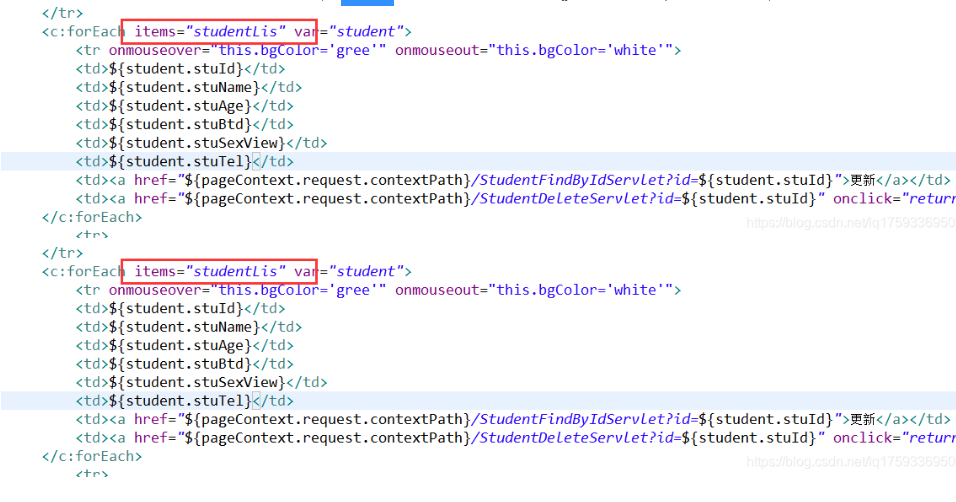 </tr>
<c:forEach items="studentLis" var="student">
<tr onmouseover="this.bgColor='gree'" onmouseout="this.bgColor='white'">
<td>${student.stuId}</td>
<td>${student.stuName}</td>
<td>${student.stuAge}</td>
<td>${student.stuBtd}</td>
<td>${student.stuSexView}</td>
<td>${student.stuTel}</td>
<td><a href="${pageContext.request.contextPath}/StudentFindByIdServlet?id=${student.stuId}">更新</a></td>
<td><a href="${pageContext.request.contextPath}/StudentDeleteServlet?id=${student.stuId}" onclick="return
</c:forEach>
https://blog.csdn.net/lq1759336950
<tr>
</tr>
<c:forEach items="studentLis" var="student">
<tr onmouseover="this.bgColor='gree'" onmouseout="this.bgColor='white'">
<td>${student.stuId}</td>
<td>${student.stuName}</td>
<td>${student.stuAge}</td>
<td>${student.stuBtd}</td>
<td>${student.stuSexView}</td>
<td>${student.stuTel}</td>
<td><a href="${pageContext.request.contextPath}/StudentFindByIdServlet?id=${student.stuId}">更新</a></td>
<td><a href="${pageContext.request.contextPath}/StudentDeleteServlet?id=${student.stuId}" onclick="return
</c:forEach>
https://blog.csdn.net/lq1759336950
<tr>